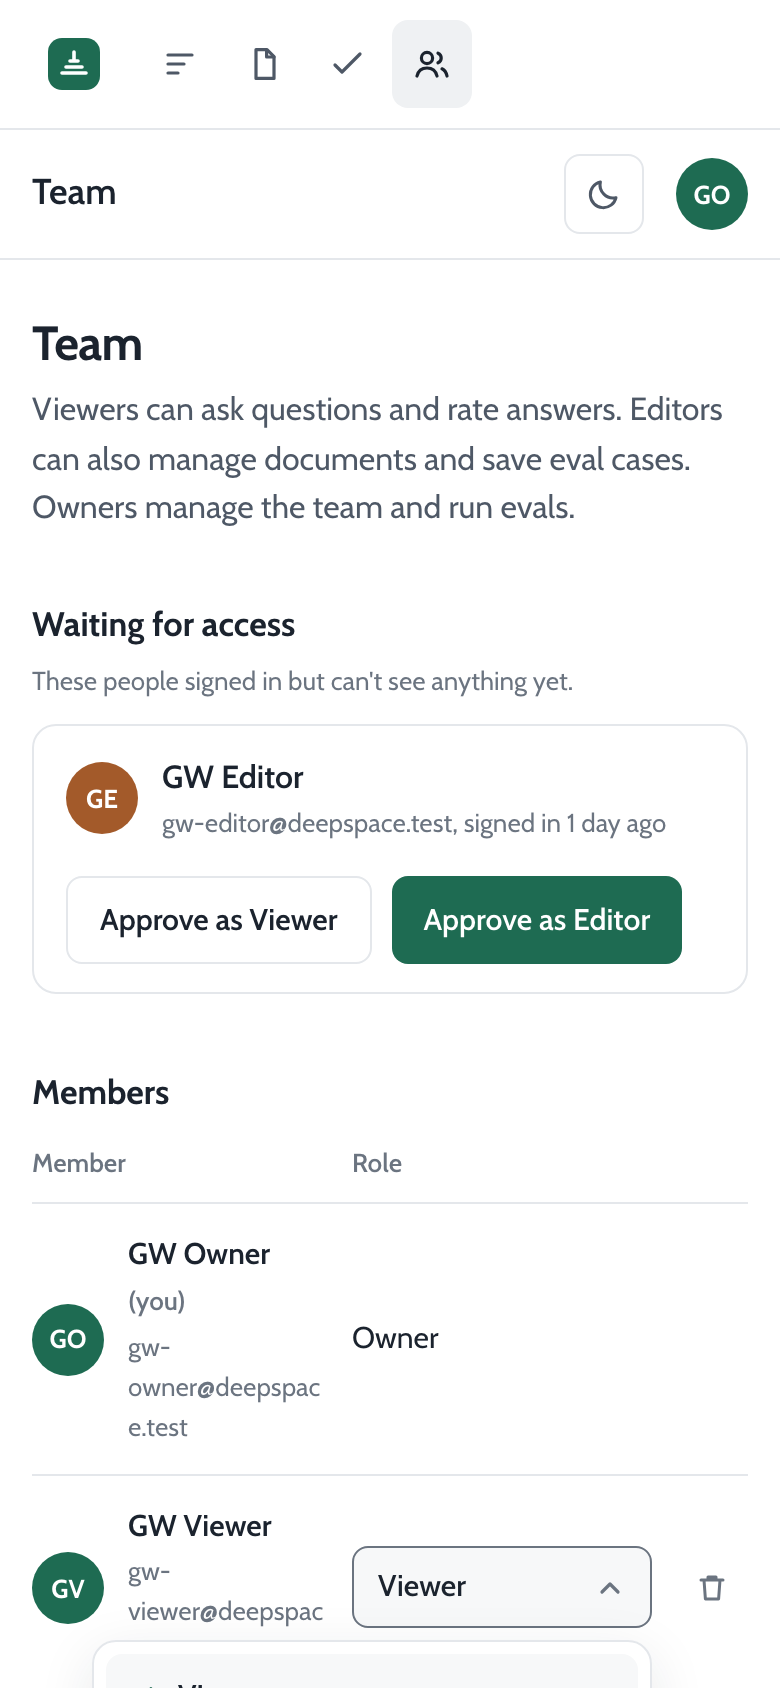 Team
GO
Team
Viewers can ask questions and rate answers. Editors
can also manage documents and save eval cases.
Owners manage the team and run evals.
Waiting for access
These people signed in but can't see anything yet.
GE
GW Editor
gw-editor@deepspace.test, signed in 1 day ago
Approve as Viewer
Approve as Editor
Members
Member
Role
GO
GW Owner
(you)
gw-
owner@deepspac
e.test
Owner
GV
GW Viewer
gw-
viewer@deepspac
Viewer